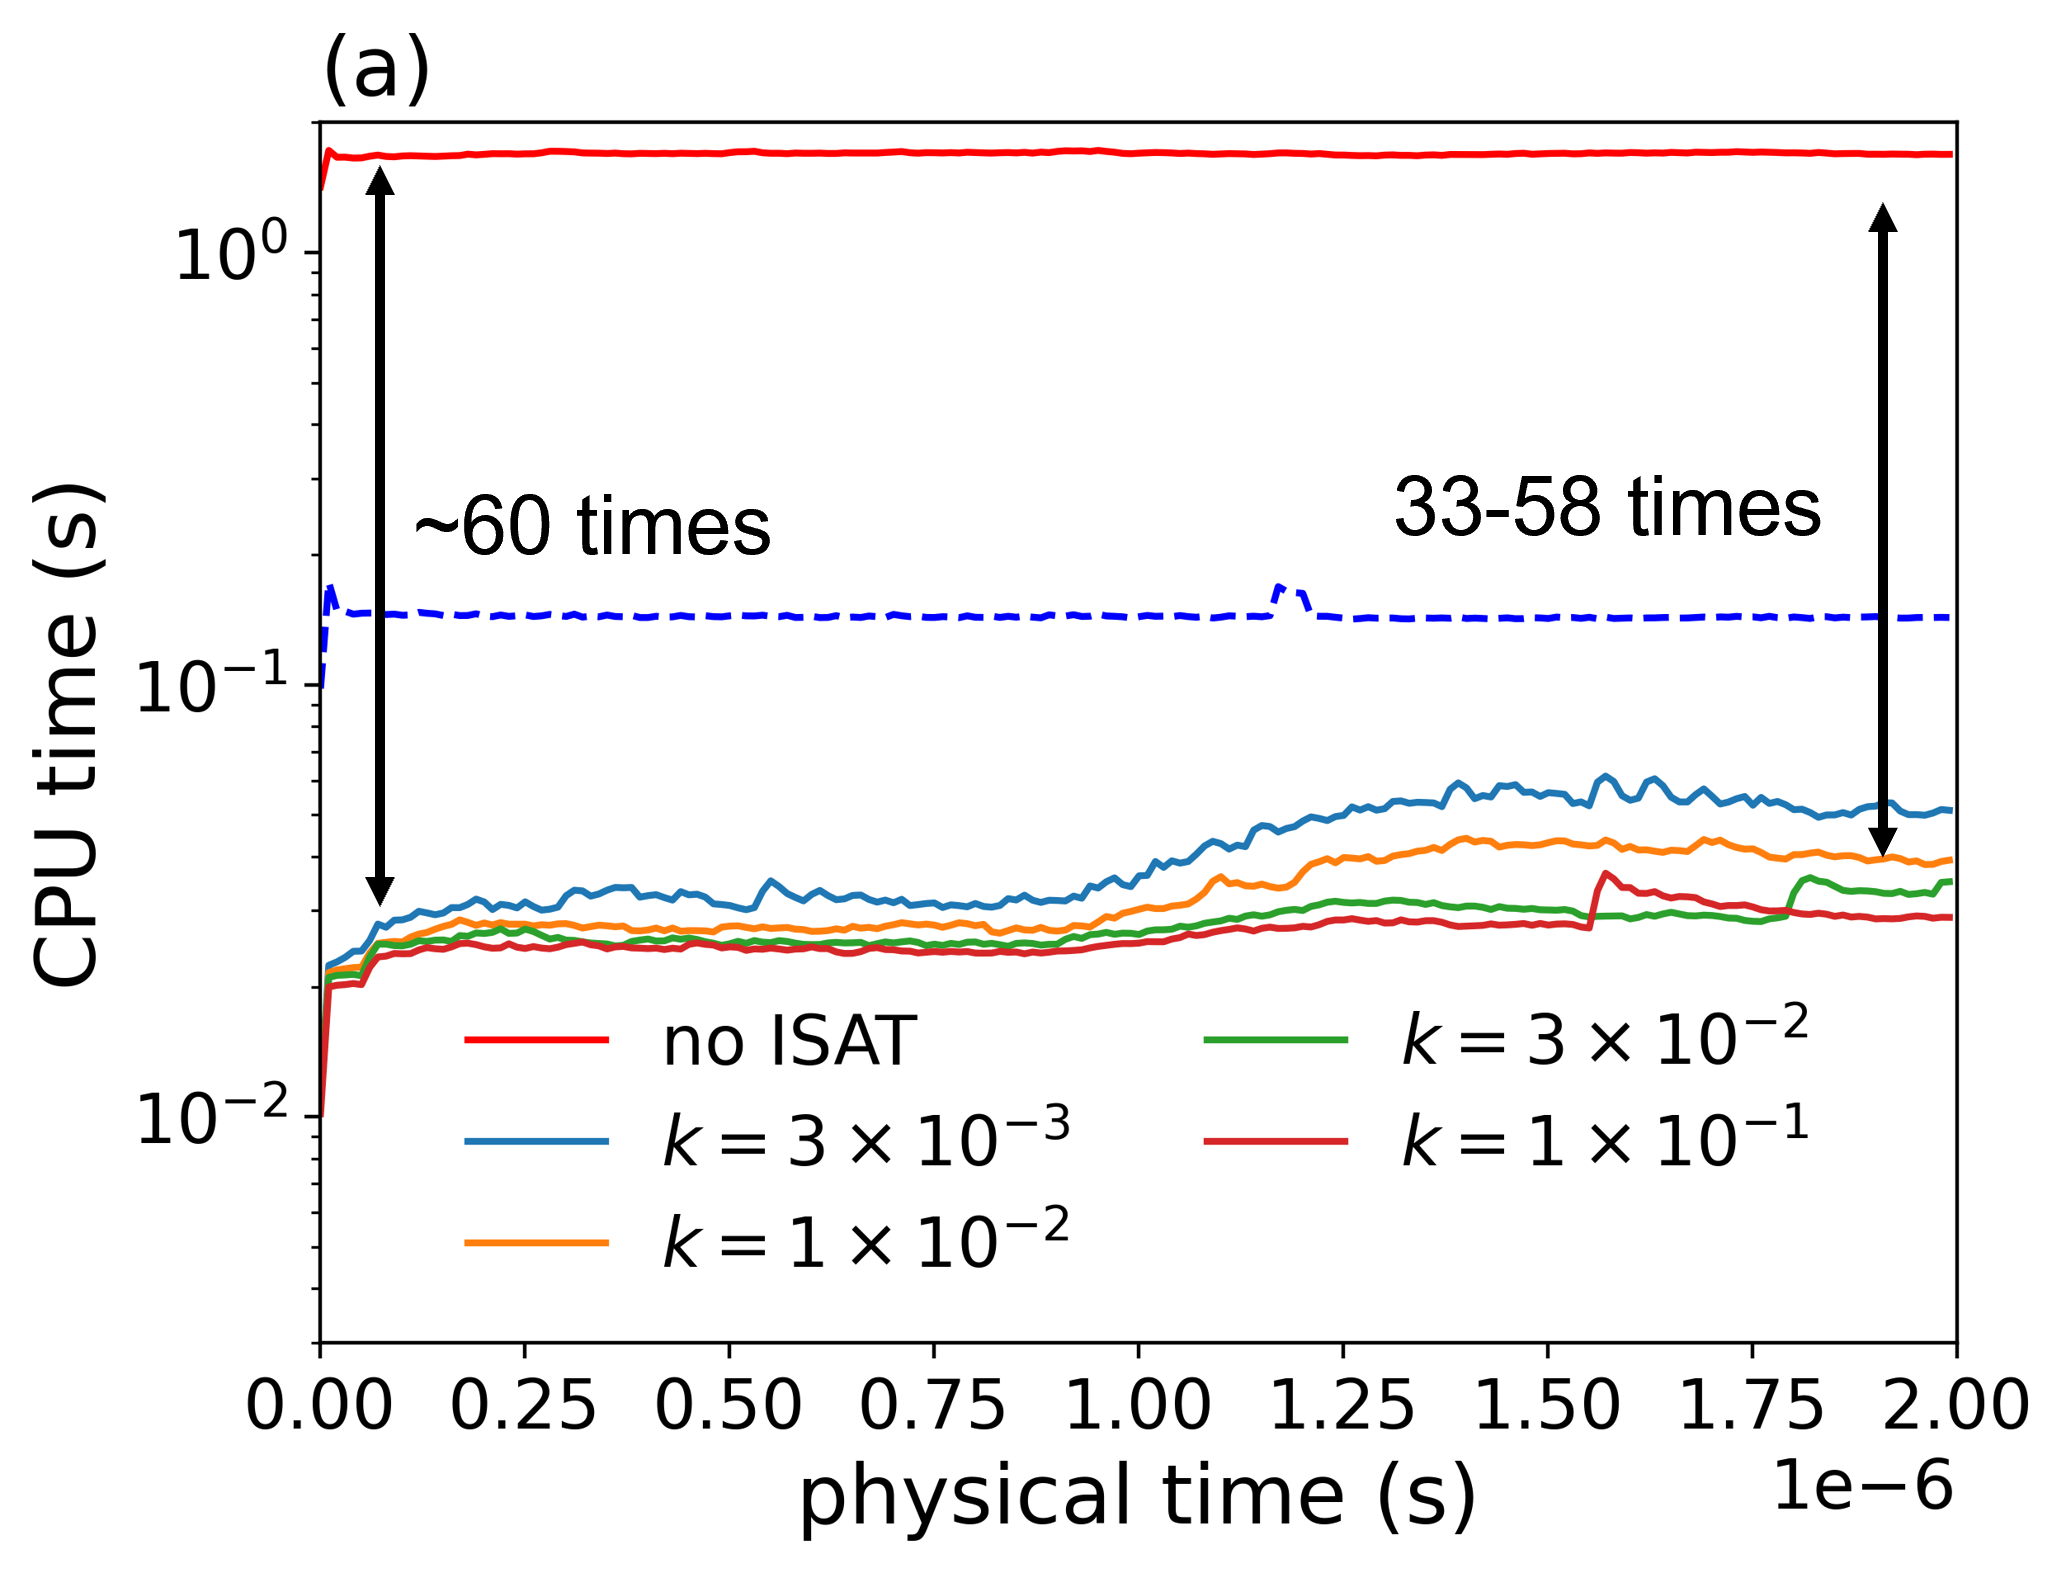 (a)
10⁰
10⁻¹
10⁻²
CPU time (s)
~60 times
33-58 times
no ISAT
k = 3 × 10⁻³
k = 1 × 10⁻²
k = 3 × 10⁻²
k = 1 × 10⁻¹
0.00 0.25 0.50 0.75 1.00 1.25 1.50 1.75 2.00
1e−6
physical time (s)